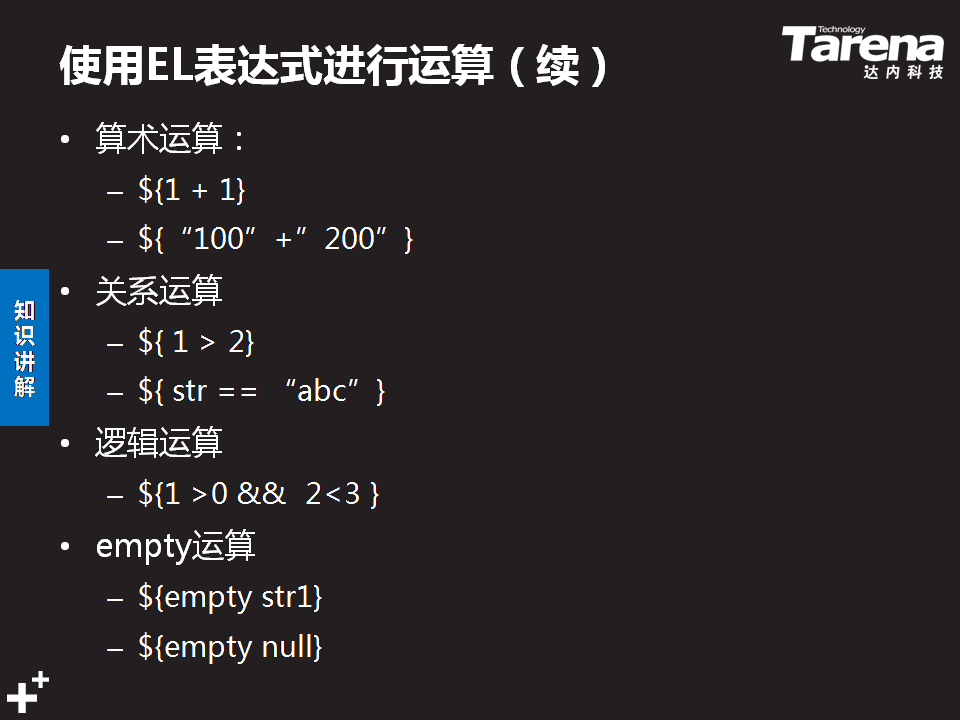 使用EL表达式进行运算（续）
Technology
Tarena
达内科技
• 算术运算：
– ${1 + 1}
– ${“100”+”200”}
• 关系运算
– ${ 1 > 2}
– ${ str == “abc”}
知识讲解
• 逻辑运算
– ${1 >0 && 2<3 }
• empty运算
– ${empty str1}
– ${empty null}